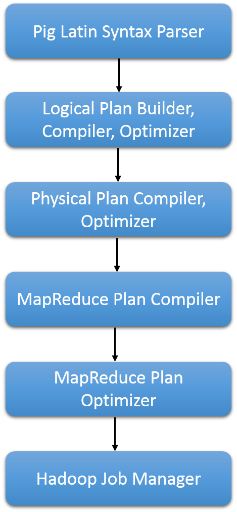 Pig Latin Syntax Parser
Logical Plan Builder,
Compiler, Optimizer
Physical Plan Compiler,
Optimizer
MapReduce Plan Compiler
MapReduce Plan
Optimizer
Hadoop Job Manager